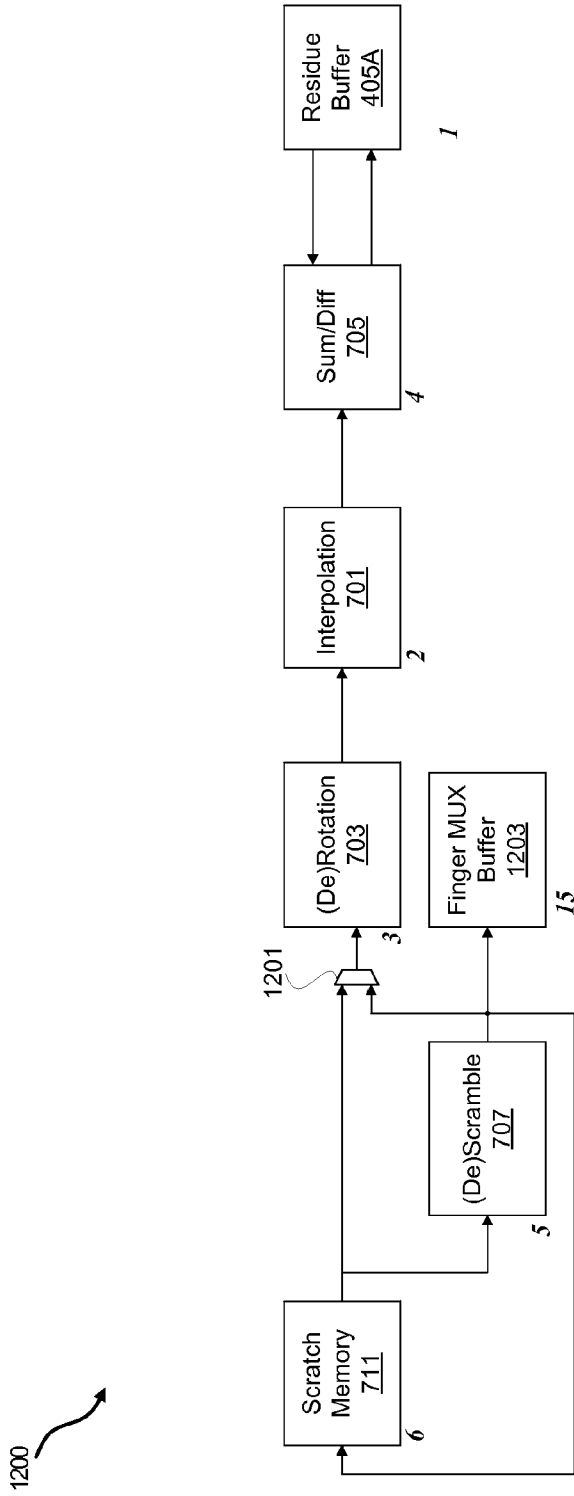 1200
Scratch
Memory
711
6
(De)Scramble
707
5
1201
(De)Rotation
703
3
Finger MUX
Buffer
1203
15
Interpolation
701
2
Sum/Diff
705
4
Residue
Buffer
405A
1